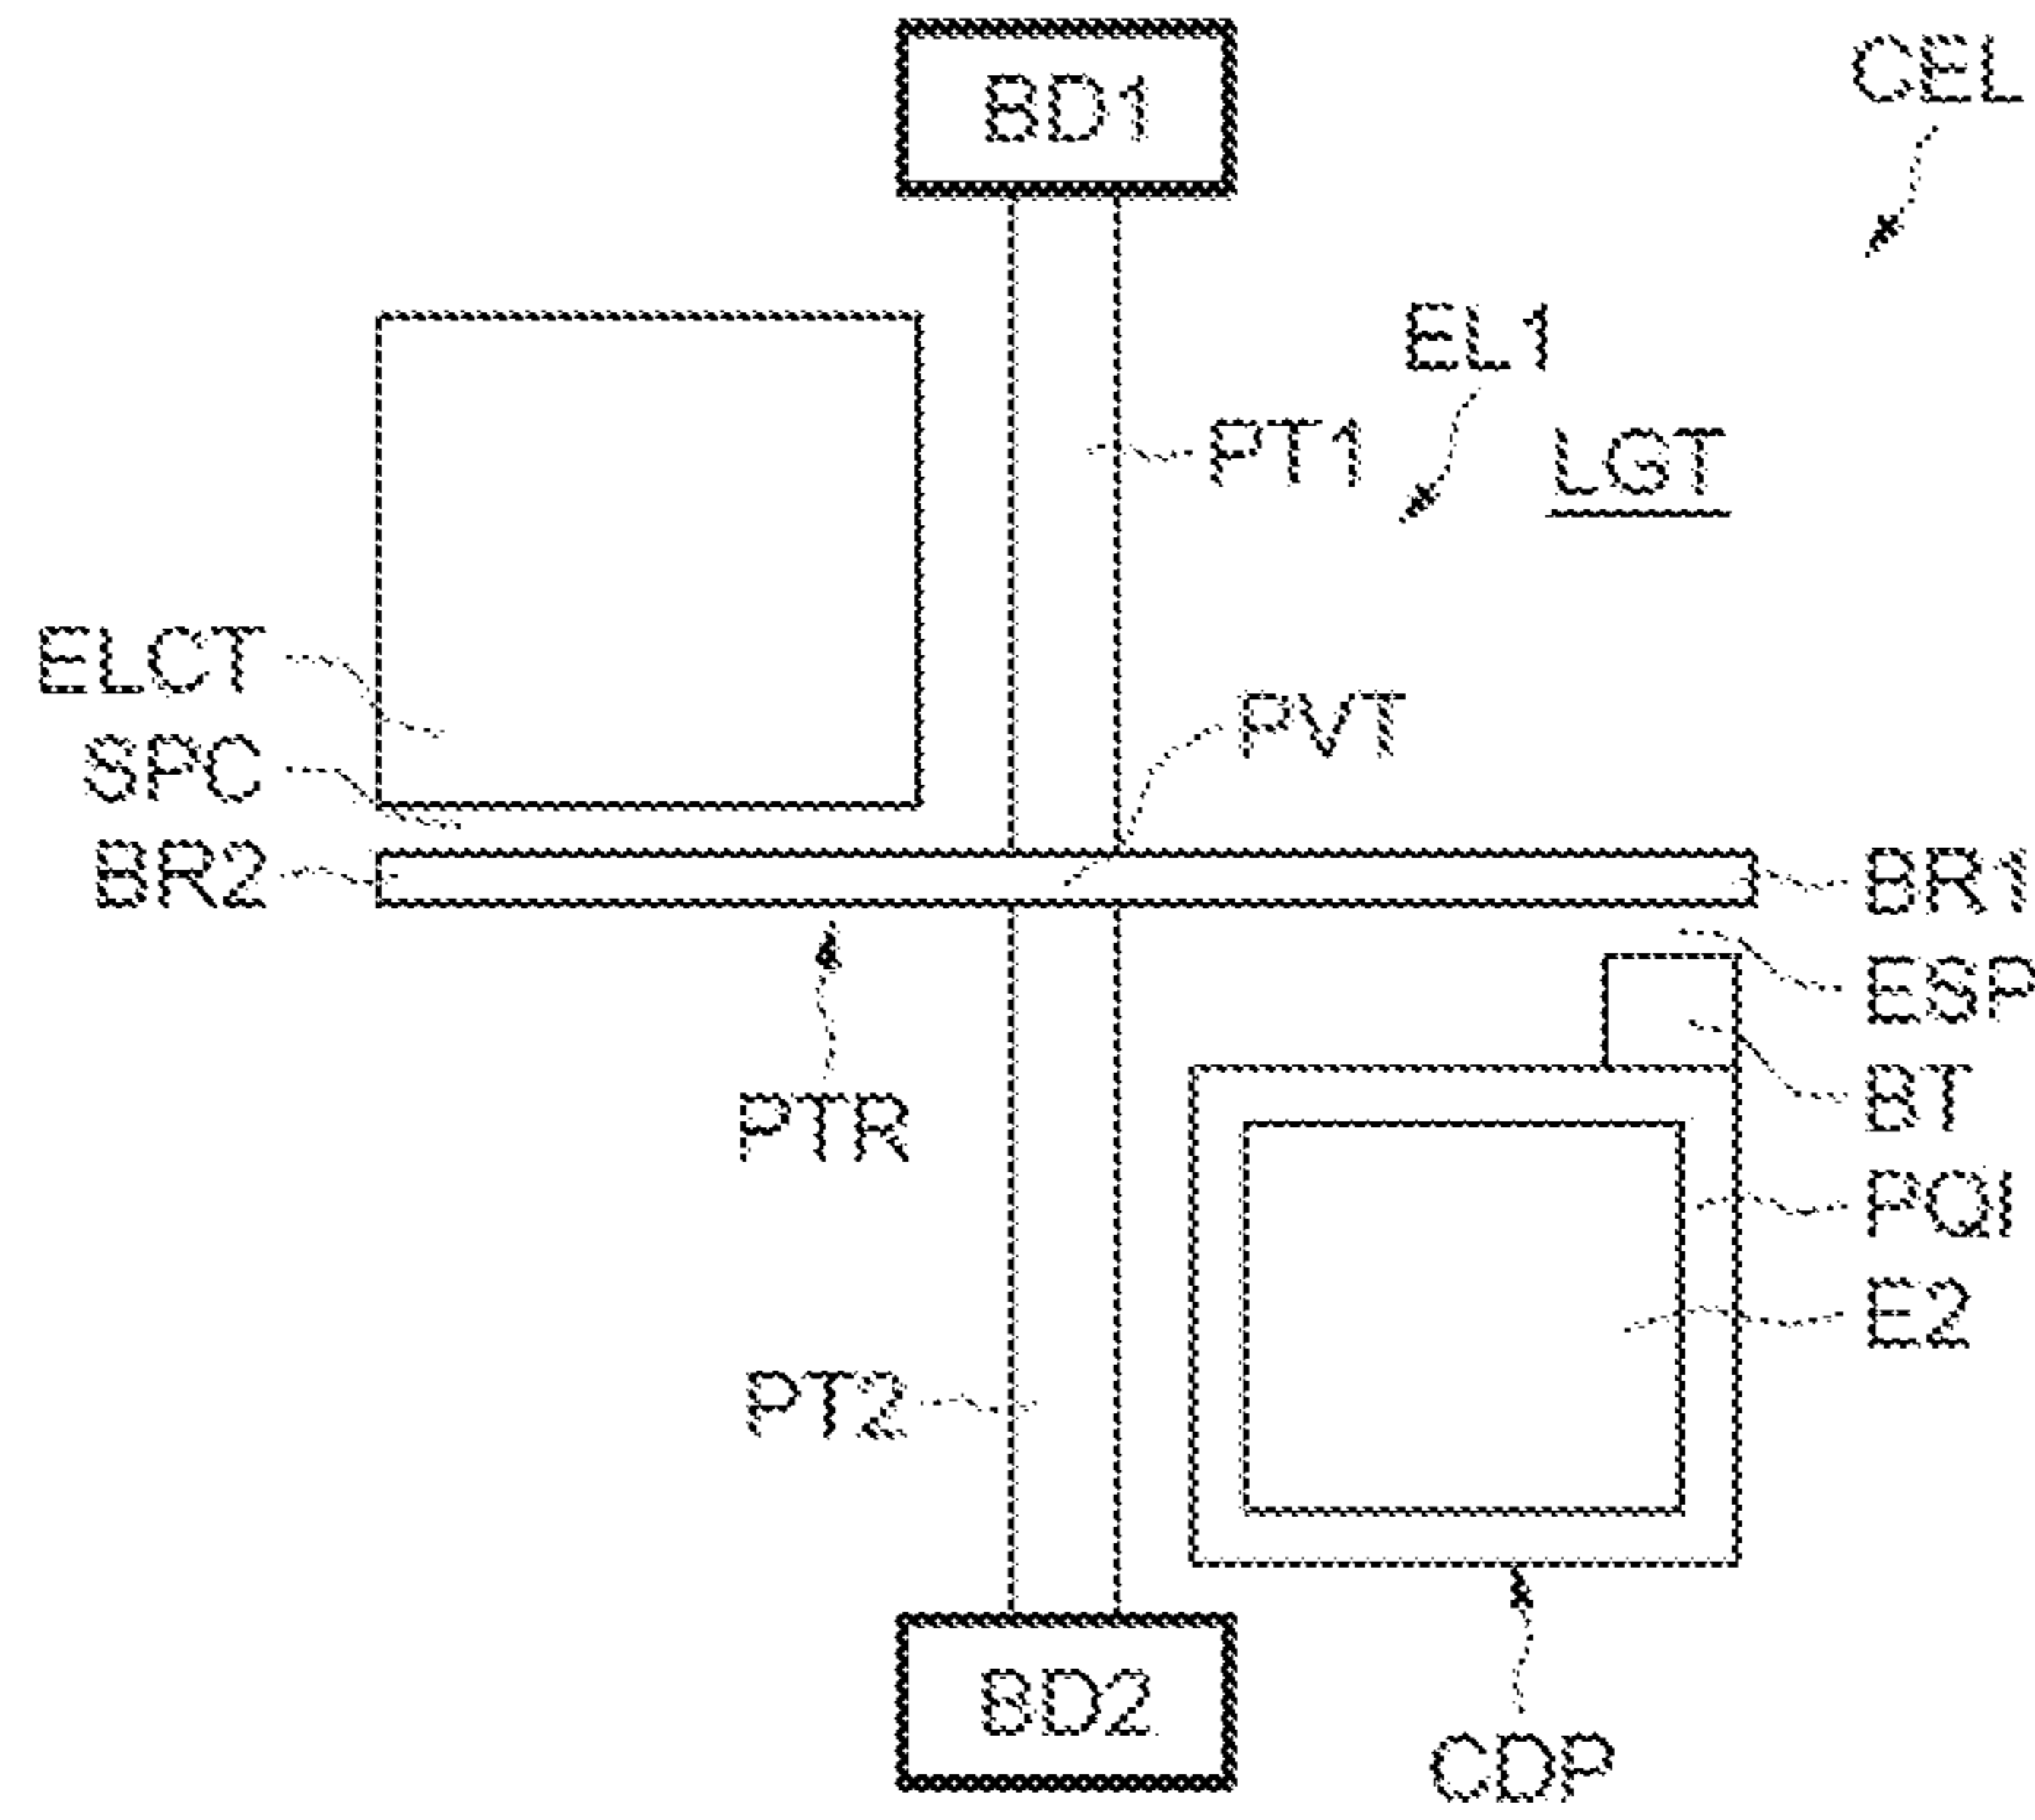 BD1
CEL
EL1
PT1
LGT
ELCT
PVT
SPC
BR2
BR1
ESP
PTR
BT
PQI
E2
PT2
BD2
CDP